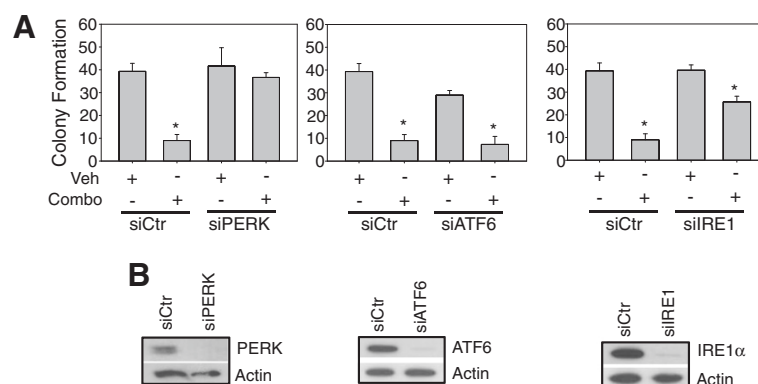 A
Colony Formation
60
50
40
30
20
10
0
60
50
40
30
20
10
0
60
50
40
30
20
10
0
* * * * *
Veh + - + - + - + - + - + -
Combo - + - + - + - + - + - +
siCtr siPERK siCtr siATF6 siCtr siIRE1
B
siCtr siPERK siCtr siATF6 siCtr siIRE1
PERK ATF6 IRE1α
Actin Actin Actin